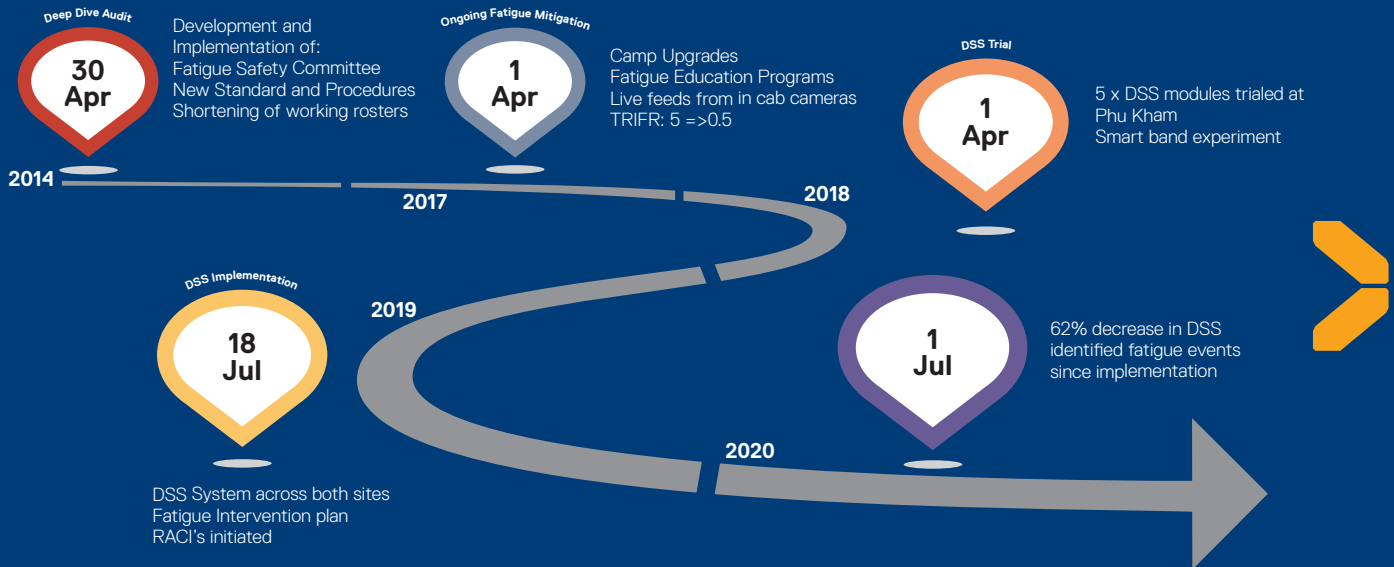 Deep Dive Audit
30
Apr
Development and
Implementation of:
Fatigue Safety Committee
New Standard and Procedures
Shortening of working rosters
Ongoing Fatigue Mitigation
1
Apr
Camp Upgrades
Fatigue Education Programs
Live feeds from in cab cameras
TRIFR: 5 =>0.5
DSS Trial
1
Apr
5 x DSS modules trialed at
Phu Kham
Smart band experiment
2014
2017
2018
DSS Implementation
18
Jul
2019
1
Jul
62% decrease in DSS
identified fatigue events
since implementation
2020
DSS System across both sites
Fatigue Intervention plan
RACI's initiated